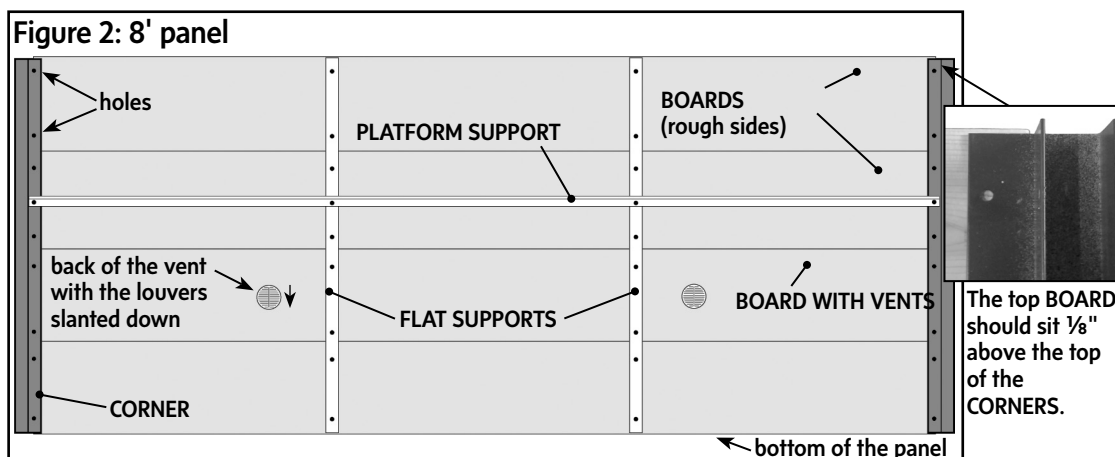 Figure 2: 8' panel
holes
PLATFORM SUPPORT
BOARDS
(rough sides)
back of the vent
with the louvers
slanted down
FLAT SUPPORTS
BOARD WITH VENTS
CORNER
bottom of the panel
The top BOARD
should sit ⅛"
above the top
of the
CORNERS.